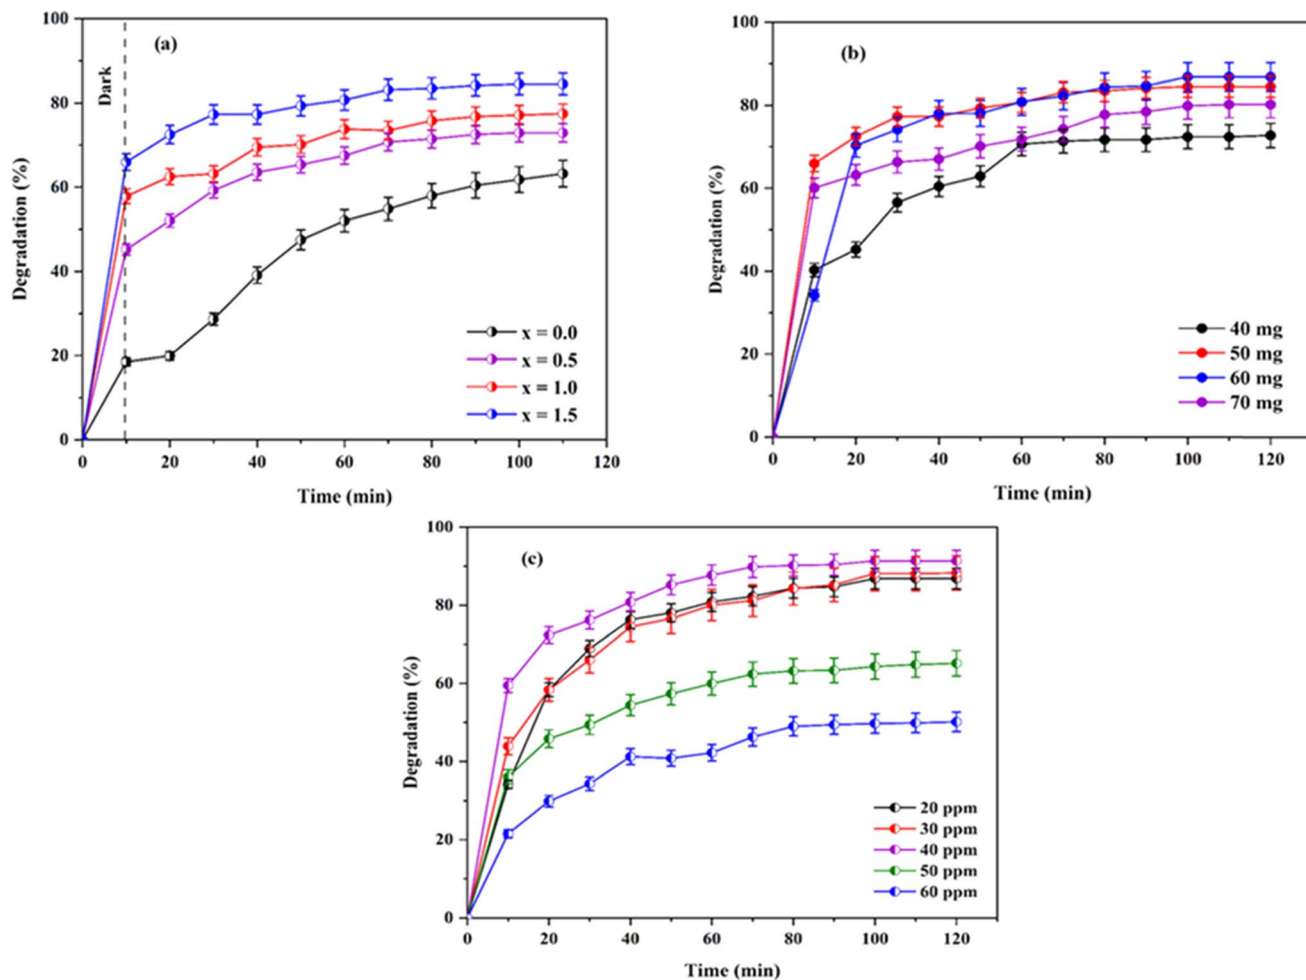 (a)
Dark
Degradation (%)
100
80
60
40
20
0
x = 0.0
x = 0.5
x = 1.0
x = 1.5
0 20 40 60 80 100 120
Time (min)
(b)
Degradation (%)
100
80
60
40
20
0
40 mg
50 mg
60 mg
70 mg
0 20 40 60 80 100 120
Time (min)
(c)
Degradation (%)
100
80
60
40
20
0
20 ppm
30 ppm
40 ppm
50 ppm
60 ppm
0 20 40 60 80 100 120
Time (min)